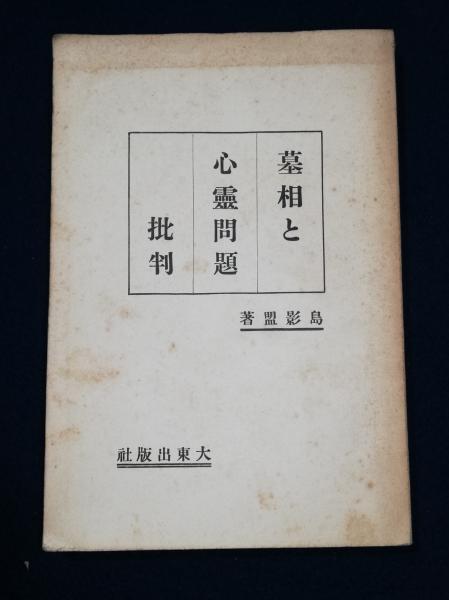 墓相と
心靈問題
批判
島影盟著
大東出版社